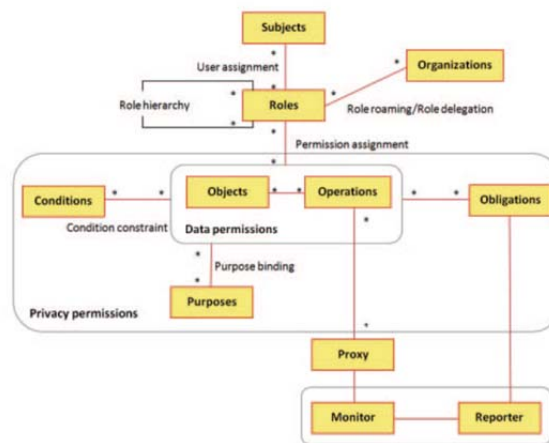 Subjects
*
User assignment
Organizations
*
*
*
Role hierarchy
*
Roles
*
Role roaming/Role delegation
*
Permission assignment
*
Conditions
*
*
Objects
*
*
Operations
*
*
Obligations
Condition constraint
Data permissions
*
*
Purpose binding
*
Purposes
Privacy permissions
*
Proxy
Monitor
Reporter